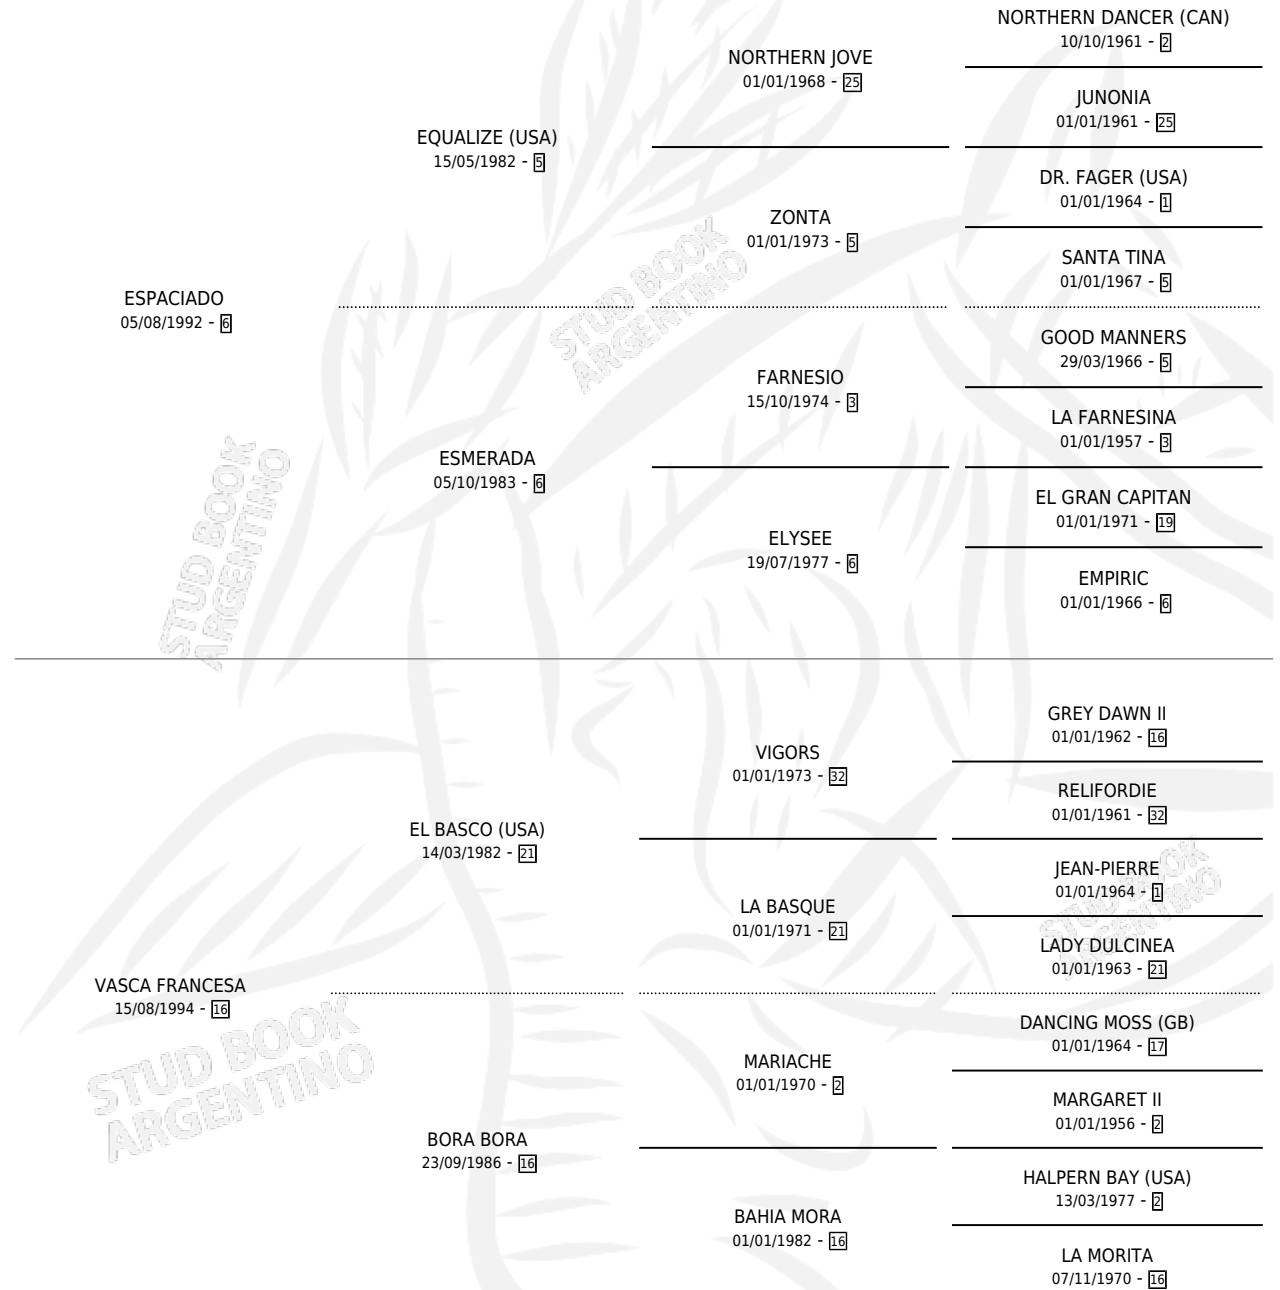 NORTHERN DANCER (CAN)
10/10/1961 - 2
NORTHERN JOVE
01/01/1968 - 25
JUNONIA
01/01/1961 - 25
EQUALIZE (USA)
15/05/1982 - 5
DR. FAGER (USA)
01/01/1964 - 1
ZONTA
01/01/1973 - 5
SANTA TINA
01/01/1967 - 5
ESPACIADO
05/08/1992 - 6
STUD BOOK
ARGENTINO
GOOD MANNERS
29/03/1966 - 5
FARNESIO
15/10/1974 - 3
LA FARNESINA
01/01/1957 - 3
ESMERADA
05/10/1983 - 6
EL GRAN CAPITAN
01/01/1971 - 19
ELYSEE
19/07/1977 - 6
EMPIRIC
01/01/1966 - 6
STUD BOOK
ARGENTINO
GREY DAWN II
01/01/1962 - 16
VIGORS
01/01/1973 - 32
RELIFORDIE
01/01/1961 - 32
EL BASCO (USA)
14/03/1982 - 21
JEAN-PIERRE
01/01/1964 - 1
LA BASQUE
01/01/1971 - 21
LADY DULCINEA
01/01/1963 - 21
STUD BOOK
ARGENTINO
VASCA FRANCESA
15/08/1994 - 16
STUD BOOK
ARGENTINO
DANCING MOSS (GB)
01/01/1964 - 17
MARIACHE
01/01/1970 - 2
MARGARET II
01/01/1956 - 2
BORA BORA
23/09/1986 - 16
HALPERN BAY (USA)
13/03/1977 - 2
BAHIA MORA
01/01/1982 - 16
LA MORITA
07/11/1970 - 16